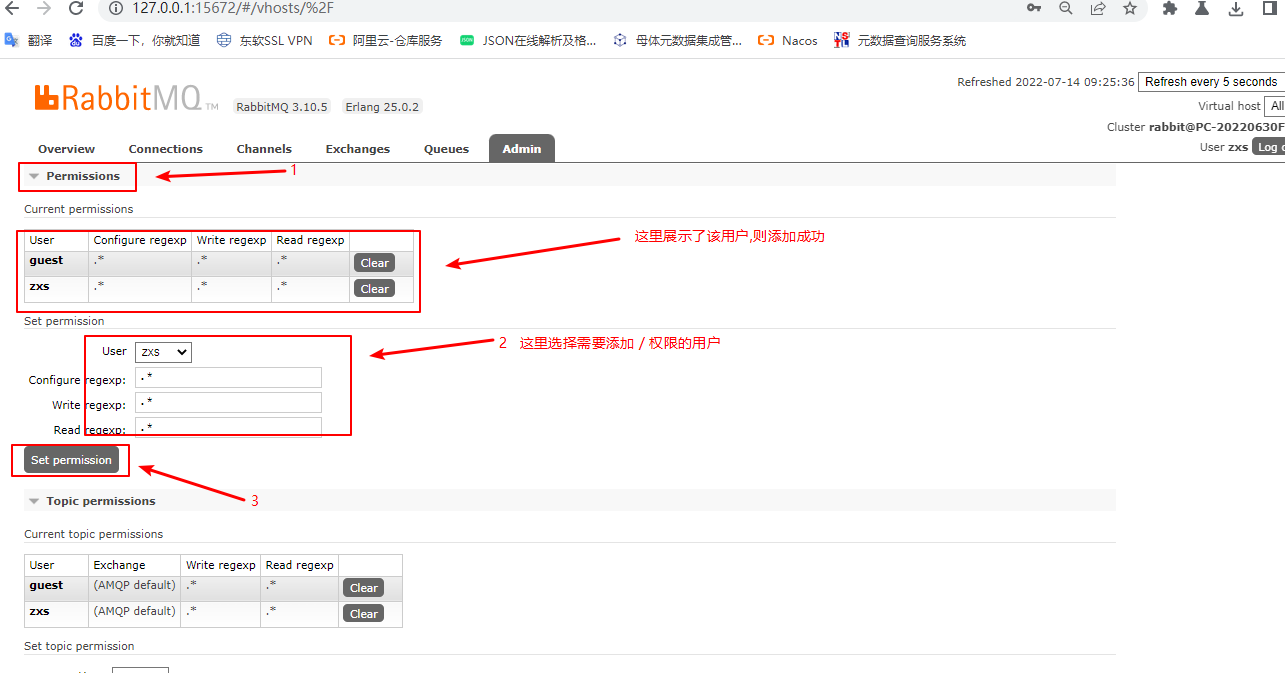 127.0.0.1:15672/#/vhosts/%2F
翻译 百度一下,你就知道 东软SSL VPN 阿里云-仓库服务 JSON在线解析及格... 母体元数据集成管... Nacos 元数据查询服务系统
Refreshed 2022-07-14 09:25:36 Refresh every 5 seconds
RabbitMQ TM RabbitMQ 3.10.5 Erlang 25.0.2
Virtual host All
Cluster rabbit@PC-20220630F
User zxs Log o
Overview Connections Channels Exchanges Queues Admin
Permissions 1
Current permissions
User Configure regexp Write regexp Read regexp
这里展示了该用户,则添加成功
guest .* .* .* Clear
zxs .* .* .* Clear
Set permission
User zxs
2 这里选择需要添加 / 权限的用户
Configure regexp: .*
Write regexp: .*
Read regexp: .*
Set permission
3
Topic permissions
Current topic permissions
User Exchange Write regexp Read regexp
guest (AMQP default) .* .* Clear
zxs (AMQP default) .* .* Clear
Set topic permission